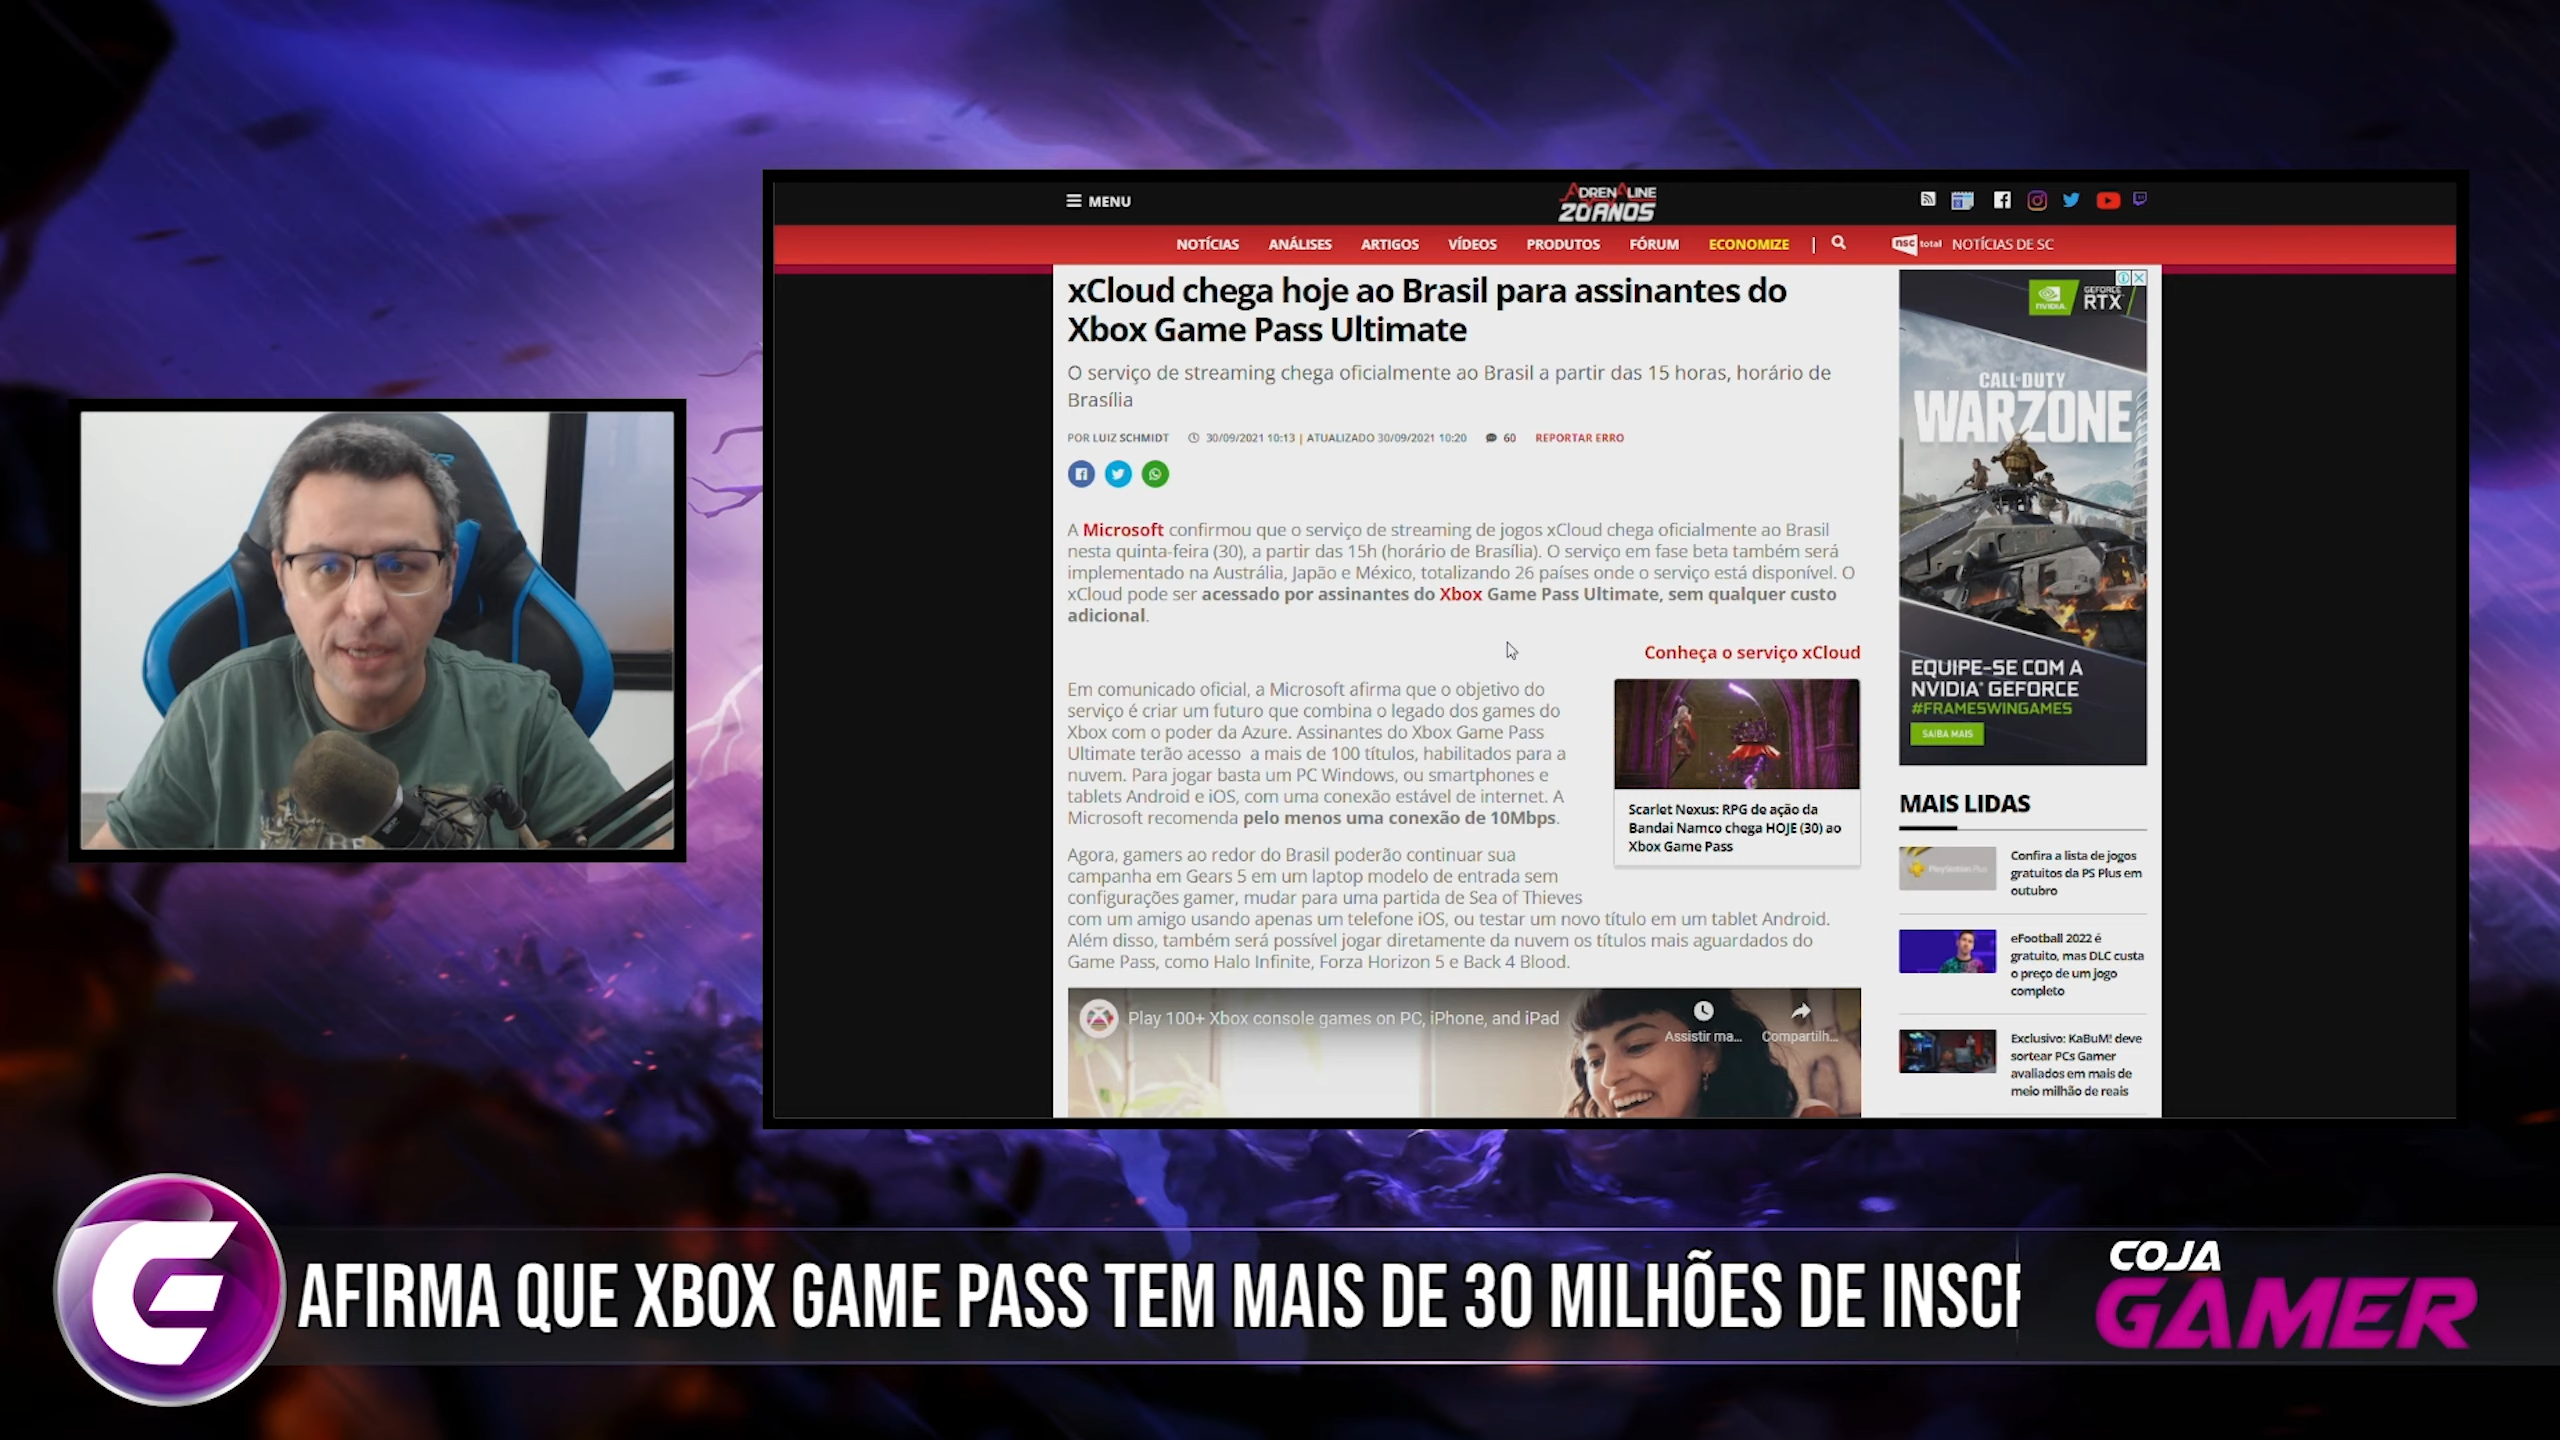 MENU
ADRENALINE
20 ANOS
NOTÍCIAS ANÁLISES ARTIGOS VÍDEOS PRODUTOS FÓRUM ECONOMIZE | nsc total NOTÍCIAS DE SC
xCloud chega hoje ao Brasil para assinantes do
Xbox Game Pass Ultimate
O serviço de streaming chega oficialmente ao Brasil a partir das 15 horas, horário de
Brasília
POR LUIZ SCHMIDT 30/09/2021 10:13 | ATUALIZADO 30/09/2021 10:20 60 REPORTAR ERRO
A Microsoft confirmou que o serviço de streaming de jogos xCloud chega oficialmente ao Brasil
nesta quinta-feira (30), a partir das 15h (horário de Brasília). O serviço em fase beta também será
implementado na Austrália, Japão e México, totalizando 26 países onde o serviço está disponível. O
xCloud pode ser acessado por assinantes do Xbox Game Pass Ultimate, sem qualquer custo
adicional.
Conheça o serviço xCloud
Em comunicado oficial, a Microsoft afirma que o objetivo do
serviço é criar um futuro que combina o legado dos games do
Xbox com o poder da Azure. Assinantes do Xbox Game Pass
Ultimate terão acesso a mais de 100 títulos, habilitados para a
nuvem. Para jogar basta um PC Windows, ou smartphones e
tablets Android e iOS, com uma conexão estável de internet. A
Microsoft recomenda pelo menos uma conexão de 10Mbps.
Scarlet Nexus: RPG de ação da
Bandai Namco chega HOJE (30) ao
Xbox Game Pass
Agora, gamers ao redor do Brasil poderão continuar sua
campanha em Gears 5 em um laptop modelo de entrada sem
configurações gamer, mudar para uma partida de Sea of Thieves
com um amigo usando apenas um telefone iOS, ou testar um novo título em um tablet Android.
Além disso, também será possível jogar diretamente da nuvem os títulos mais aguardados do
Game Pass, como Halo Infinite, Forza Horizon 5 e Back 4 Blood.
Play 100+ Xbox console games on PC, iPhone, and iPad
Assistir ma...
Compartilh...
NVIDIA
GEFORCE
RTX
CALL OF DUTY
WARZONE
EQUIPE-SE COM A
NVIDIA® GEFORCE
#FRAMESWINGAMES
SAIBA MAIS
MAIS LIDAS
PlayStation Plus
Confira a lista de jogos
gratuitos da PS Plus em
outubro
eFootball 2022 é
gratuito, mas DLC custa
o preço de um jogo
completo
Exclusivo: KaBuM! deve
sortear PCs Gamer
avaliados em mais de
meio milhão de reais
AFIRMA QUE XBOX GAME PASS TEM MAIS DE 30 MILHÕES DE INSCR
COJA
GAMER